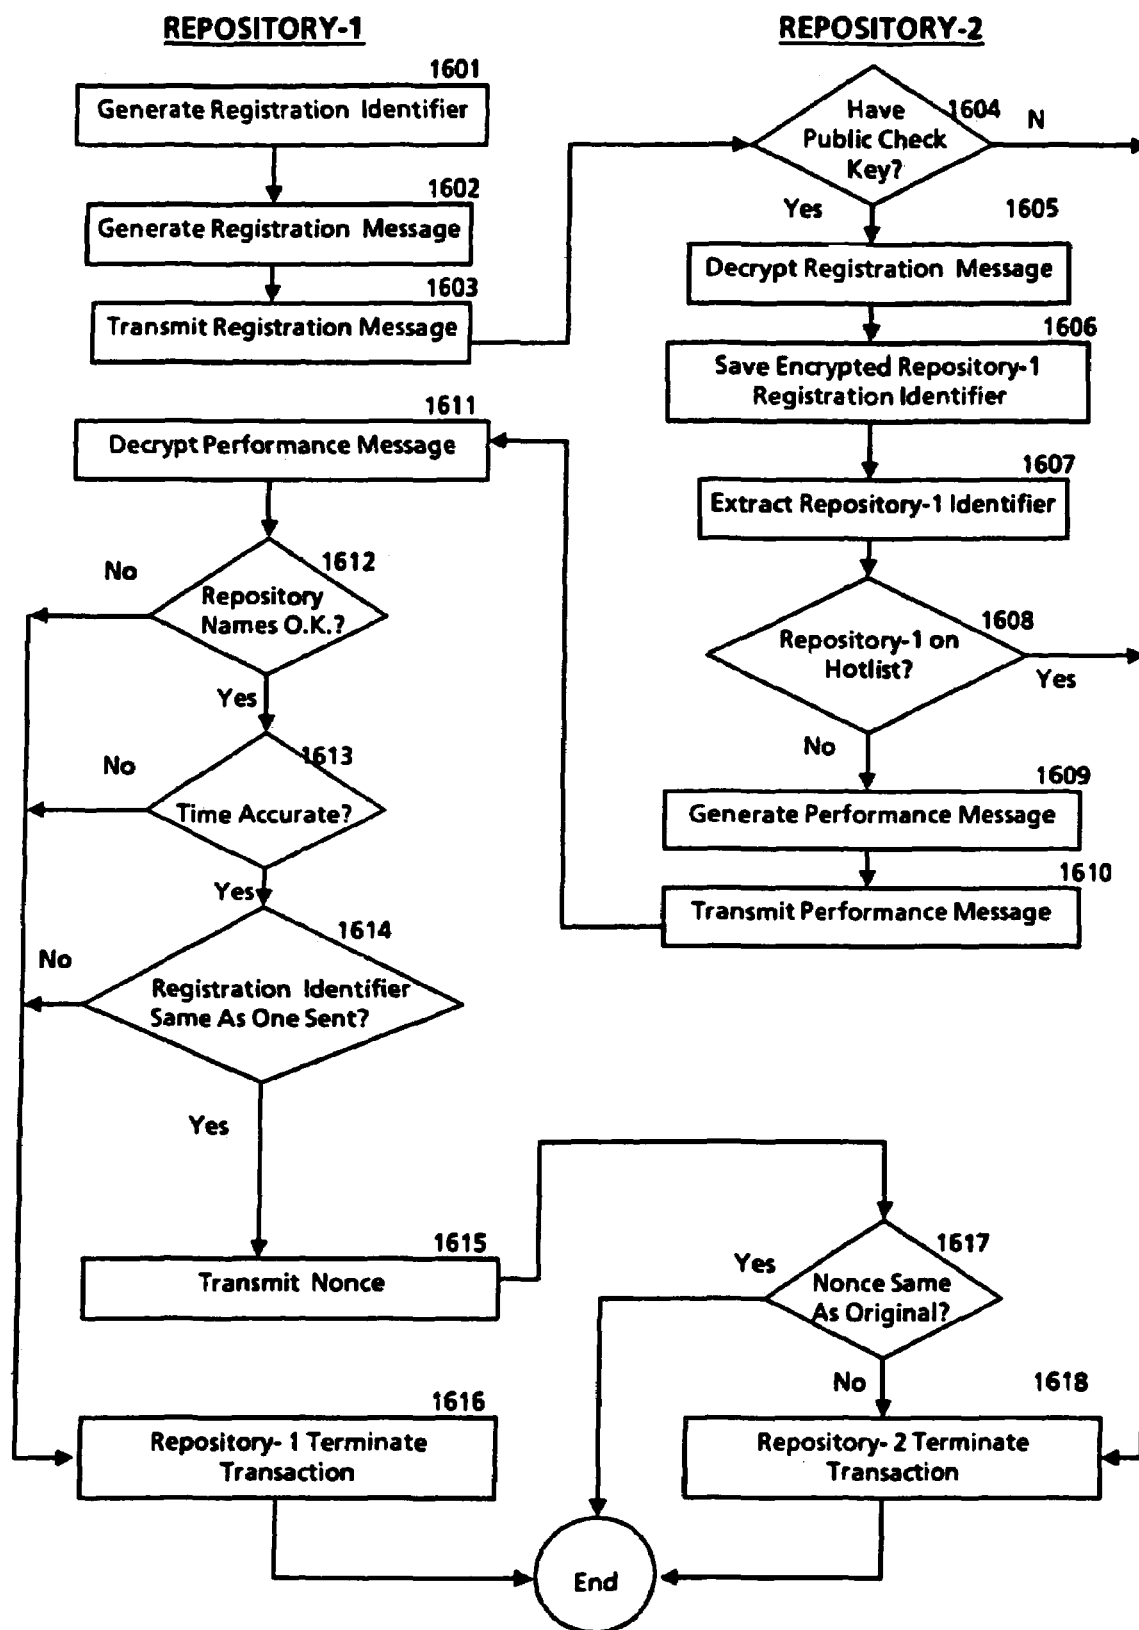 REPOSITORY-1
1601
Generate Registration Identifier
1602
Generate Registration Message
1603
Transmit Registration Message
1611
Decrypt Performance Message
1612
No
Repository
Names O.K.?
Yes
1613
No
Time Accurate?
Yes
1614
No
Registration Identifier
Same As One Sent?
Yes
1615
Transmit Nonce
1616
Repository- 1 Terminate
Transaction
REPOSITORY-2
1604
Have
Public Check
Key?
N
Yes
1605
Decrypt Registration Message
1606
Save Encrypted Repository-1
Registration Identifier
1607
Extract Repository-1 Identifier
1608
Repository-1 on
Hotlist?
Yes
No
1609
Generate Performance Message
1610
Transmit Performance Message
1617
Yes
Nonce Same
As Original?
No
1618
Repository- 2 Terminate
Transaction
End